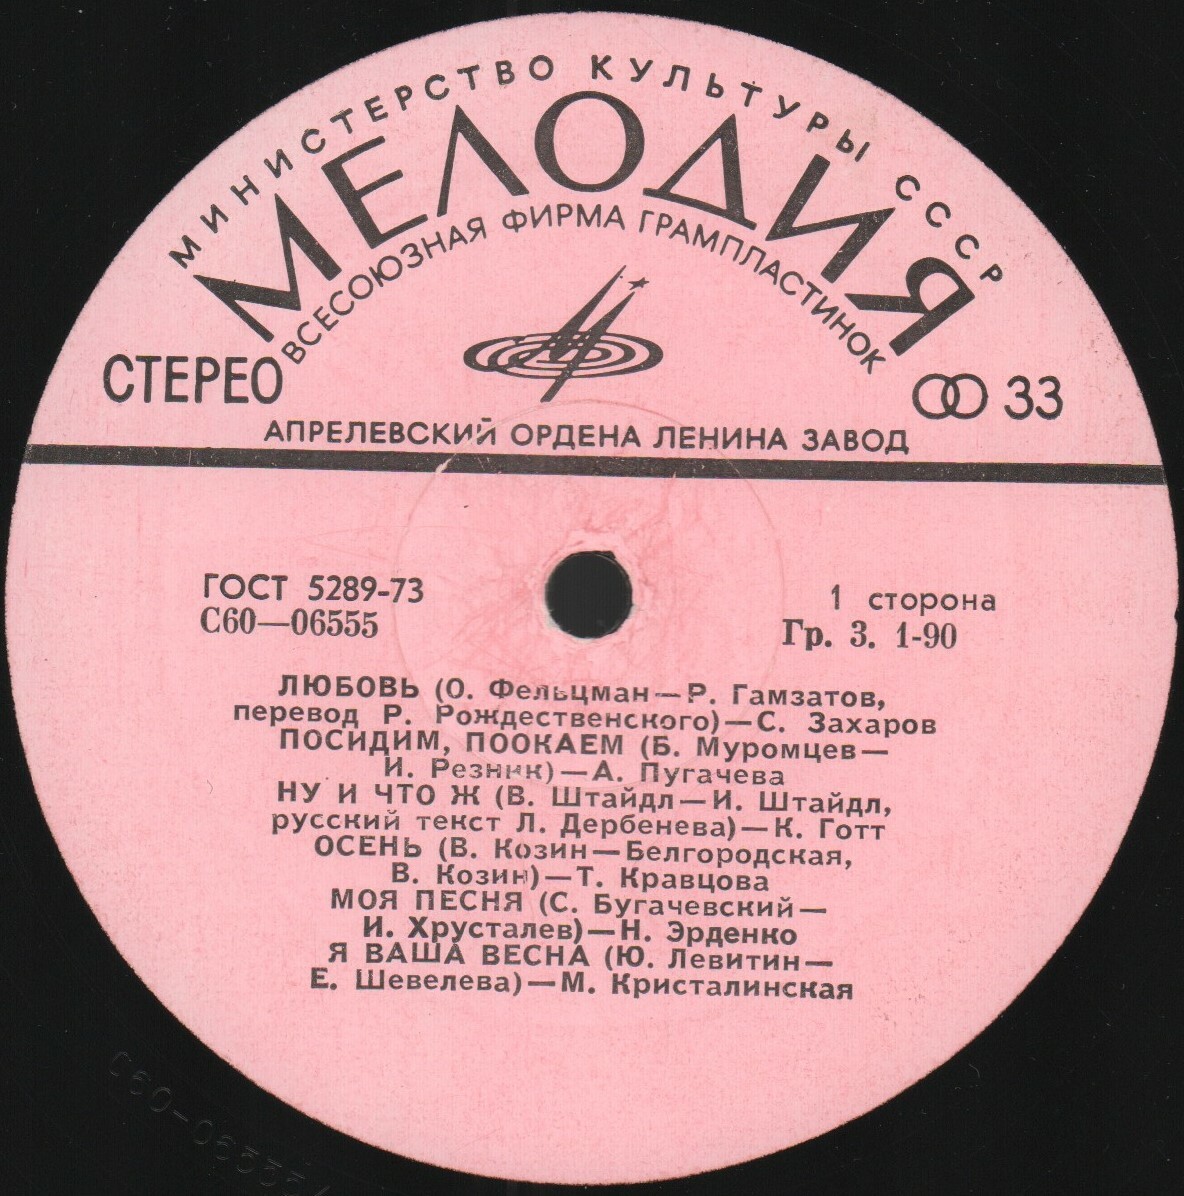 МИНИСТЕРСТВО КУЛЬТУРЫ СССР
МЕЛОДИЯ
ВСЕСОЮЗНАЯ ФИРМА ГРАМПЛАСТИНОК
СТЕРЕО
33
АПРЕЛЕВСКИЙ ОРДЕНА ЛЕНИНА ЗАВОД
ГОСТ 5289-73
1 сторона
С60—06555
Гр. 3. 1-90
ЛЮБОВЬ (О. Фельцман—Р. Гамзатов,
перевод Р. Рождественского)—С. Захаров
ПОСИДИМ, ПООКАЕМ (Б. Муромцев—
И. Резник)—А. Пугачева
НУ И ЧТО Ж (В. Штайдл—И. Штайдл,
русский текст Л. Дербенева)—К. Готт
ОСЕНЬ (В. Козин—Белгородская,
В. Козин)—Т. Кравцова
МОЯ ПЕСНЯ (С. Бугачевский—
И. Хрусталев)—Н. Эрденко
Я ВАША ВЕСНА (Ю. Левитин—
Е. Шевелева)—М. Кристалинская